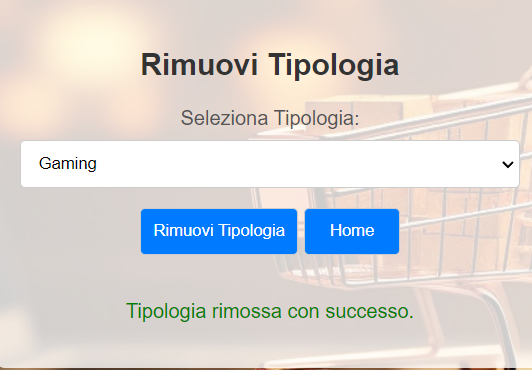 Rimuovi Tipologia
Seleziona Tipologia:
Gaming
Rimuovi Tipologia Home
Tipologia rimossa con successo.